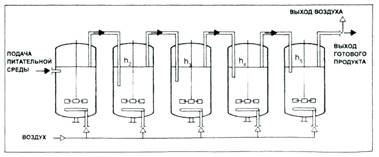 ВЫХОД ВОЗДУХА
ПОДАЧА
ПИТАТЕЛЬНОЙ
СРЕДЫ
h₂
h₃
h₄
h₅
ВЫХОД
ГОТОВОГО
ПРОДУКТА
ВОЗДУХ